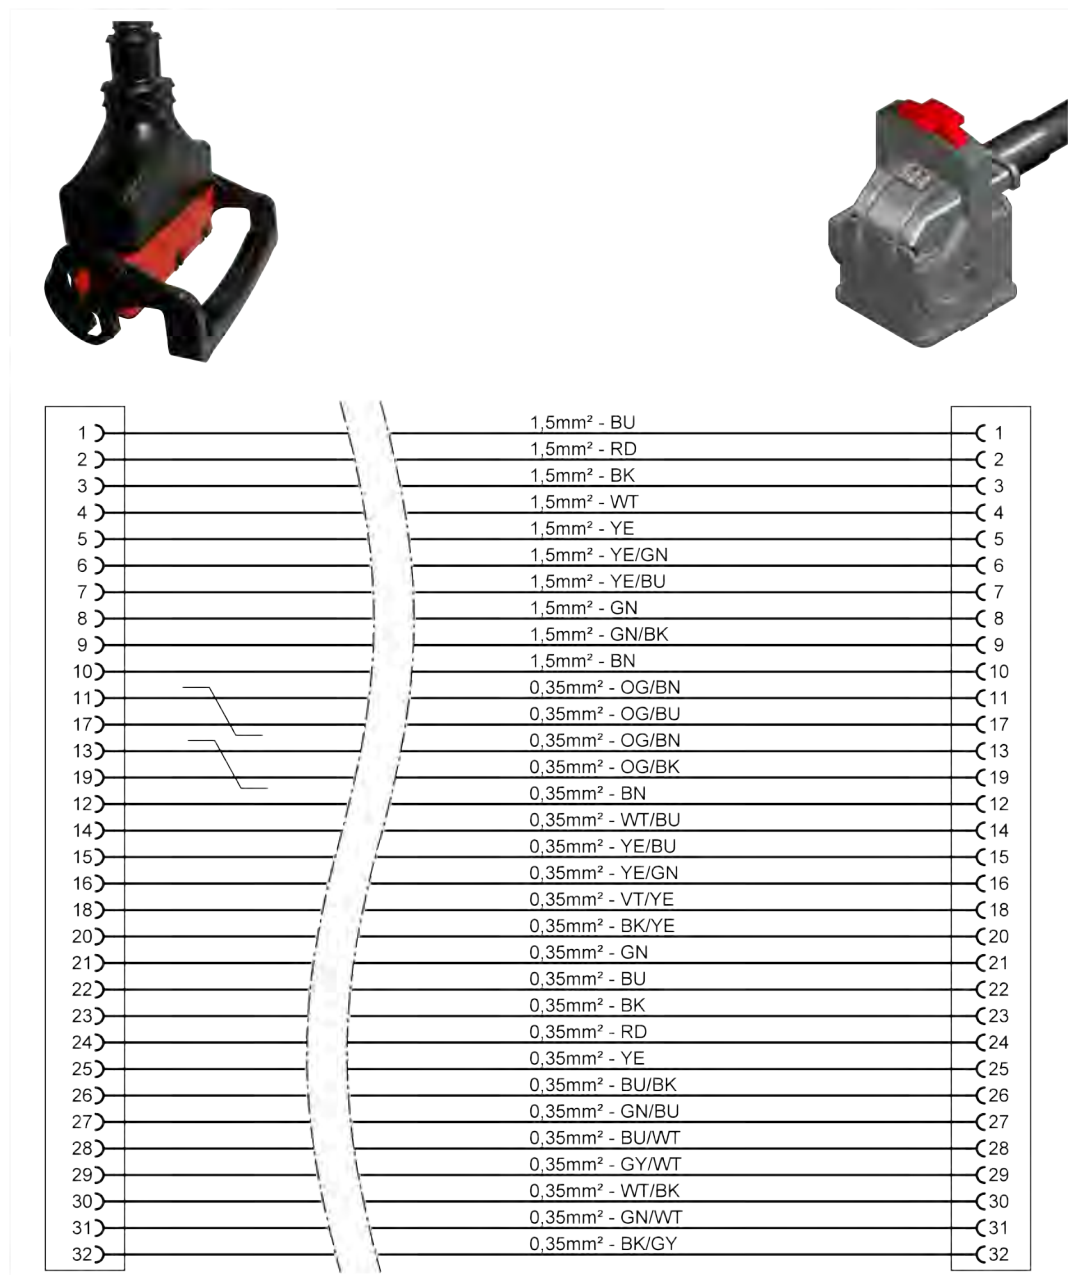 1 1,5mm² - BU 1
2 1,5mm² - RD 2
3 1,5mm² - BK 3
4 1,5mm² - WT 4
5 1,5mm² - YE 5
6 1,5mm² - YE/GN 6
7 1,5mm² - YE/BU 7
8 1,5mm² - GN 8
9 1,5mm² - GN/BK 9
10 1,5mm² - BN 10
11 0,35mm² - OG/BN 11
17 0,35mm² - OG/BU 17
13 0,35mm² - OG/BN 13
19 0,35mm² - OG/BK 19
12 0,35mm² - BN 12
14 0,35mm² - WT/BU 14
15 0,35mm² - YE/BU 15
16 0,35mm² - YE/GN 16
18 0,35mm² - VT/YE 18
20 0,35mm² - BK/YE 20
21 0,35mm² - GN 21
22 0,35mm² - BU 22
23 0,35mm² - BK 23
24 0,35mm² - RD 24
25 0,35mm² - YE 25
26 0,35mm² - BU/BK 26
27 0,35mm² - GN/BU 27
28 0,35mm² - BU/WT 28
29 0,35mm² - GY/WT 29
30 0,35mm² - WT/BK 30
31 0,35mm² - GN/WT 31
32 0,35mm² - BK/GY 32